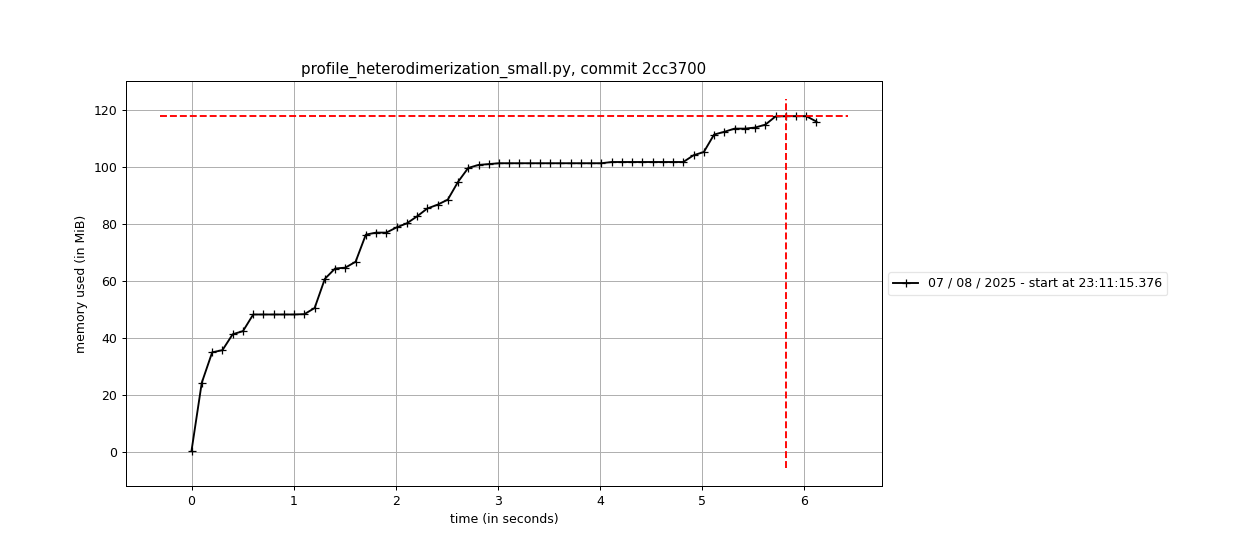 profile_heterodimerization_small.py, commit 2cc3700
120
100
80
60
40
20
0
memory used (in MiB)
0 1 2 3 4 5 6
time (in seconds)
07 / 08 / 2025 - start at 23:11:15.376